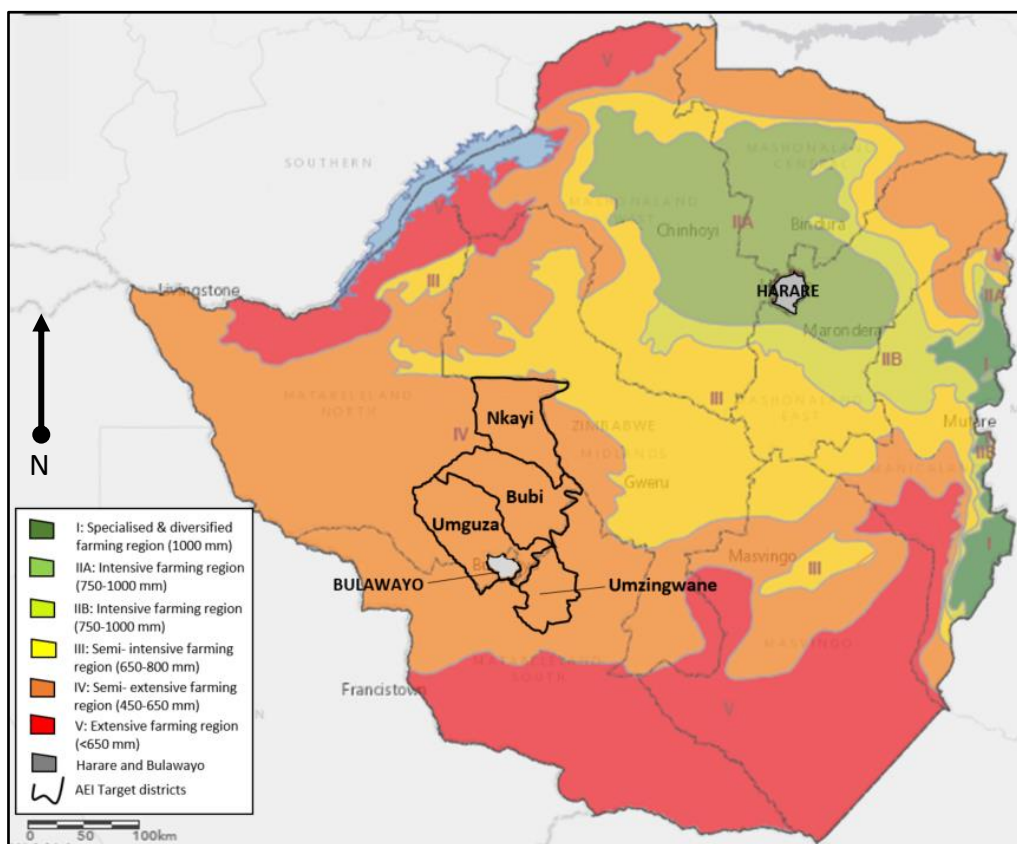 V
SOUTHERN
MASHONALAND
CENTRAL
MASHONALAND
WEST
V
Chinhoyi
IIA
Bindura
V
III
Livingstone
HARARE
IIA
Marondera
I
IIB
MATABELELAND
NORTH
III
MASHONALAND
EAST
Mutare
N
Nkayi
IV
ZIMBABWE
MIDLANDS
IIB
MANICALAND
Bubi
Gweru
Umguza
I
Masvingo
III
BULAWAYO
Umzingwane
MASVINGO
MATABELELAND
SOUTH
Francistown
V
I: Specialised & diversified
farming region (1000 mm)
IIA: Intensive farming region
(750-1000 mm)
IIB: Intensive farming region
(750-1000 mm)
III: Semi- intensive farming
region (650-800 mm)
IV: Semi- extensive farming
region (450-650 mm)
V: Extensive farming region
(<650 mm)
Harare and Bulawayo
AEI Target districts
0 50 100km